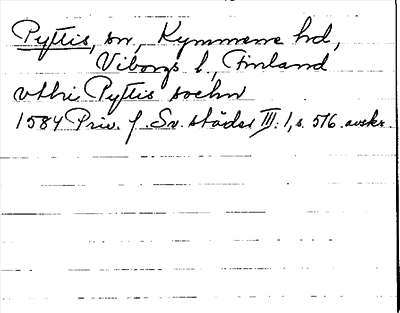 Pyttis, sn, Kymmene hd,
Viborgs l, Finland
vthi Pyttis sochn
1584 Priv. f. Sv. städer III: 1, s. 516. avskr.